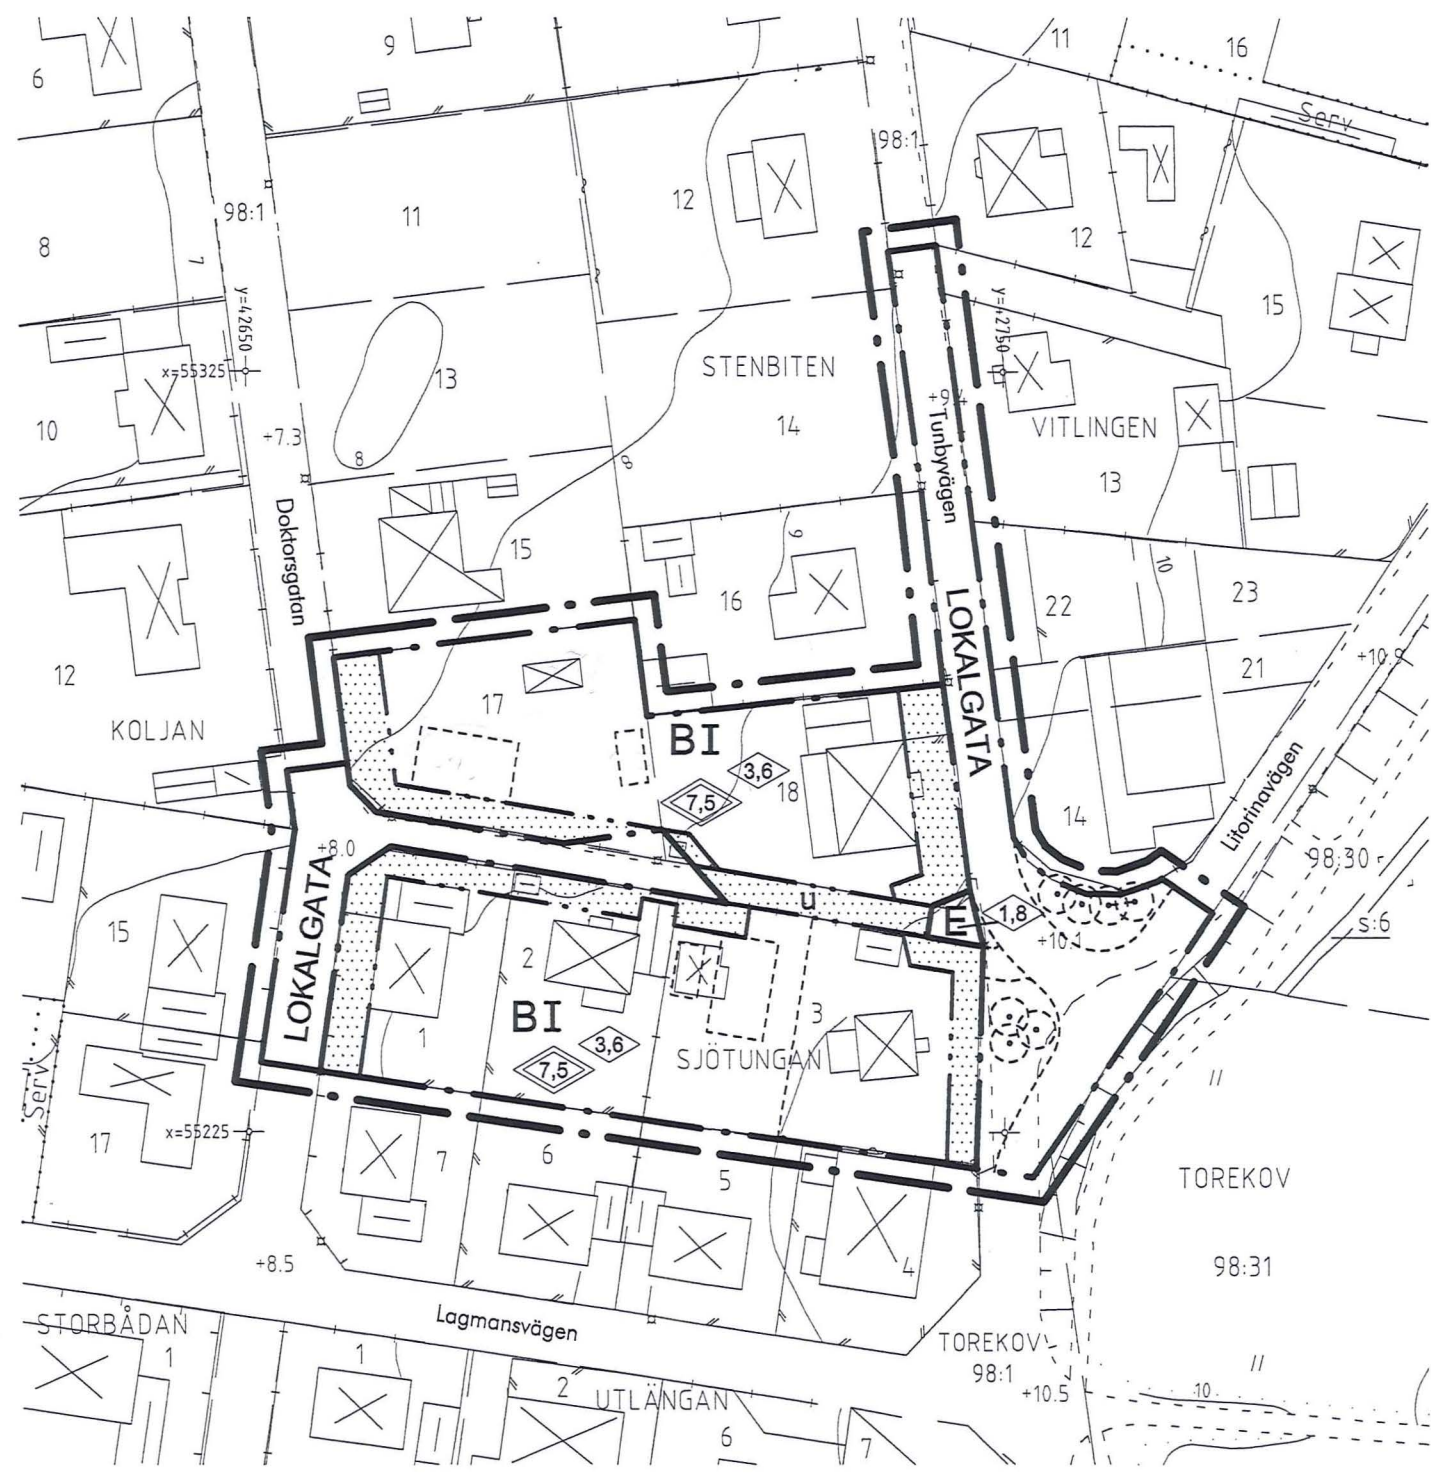 6
9
11
16
Serv
98:1
12
98:1
11
12
8
7
15
y=42650
y=42750
x=55325
13
STENBITEN
+9.4
10
+7.3
14
VITLINGEN
8
8
Tunbyvägen
13
Doktorsgatan
15
9
10
16
22
23
LOKALGATA
12
21
+10.9
17
KOLJAN
BI
3,6
18
7,5
Litorinavägen
14
+8.0
98:30
u
E
1,8
LOKALGATA
15
s:6
2
+10.1
BI
3
1
3,6
7,5
SJÖTUNGAN
Serv
x=55225
17
7
6
5
TOREKOV
4
+8.5
98:31
Lagmansvägen
STORBÅDAN
TOREKOV
1
1
98:1
2
+10.5
10
UTLÄNGAN
6
7